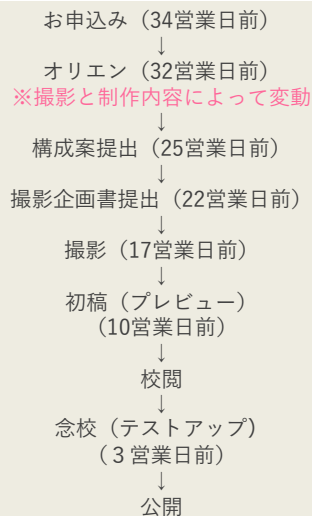 お申込み（34営業日前）
↓
オリエン（32営業日前）
※撮影と制作内容によって変動
↓
構成案提出（25営業日前）
↓
撮影企画書提出（22営業日前）
↓
撮影（17営業日前）
↓
初稿（プレビュー）
（10営業日前）
↓
校閲
↓
念校（テストアップ）
（３営業日前）
↓
公開